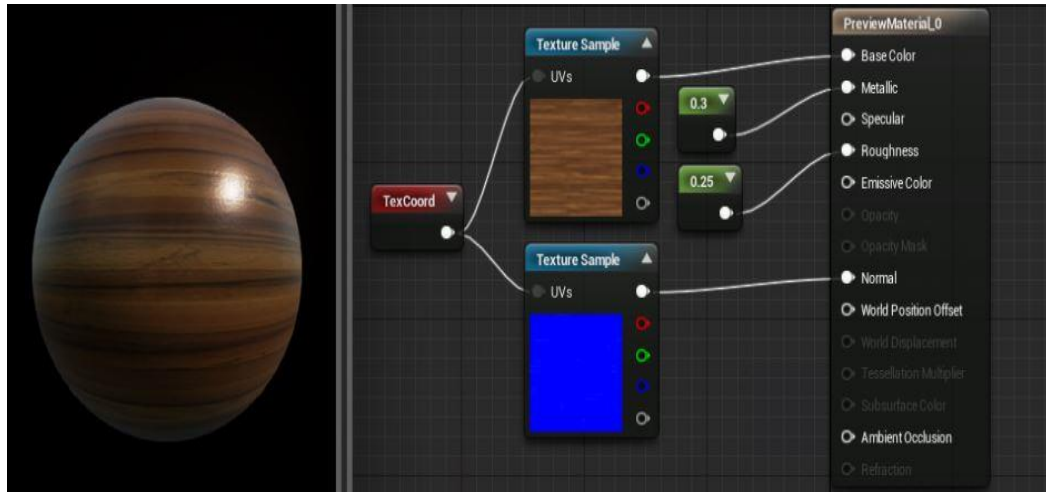 TexCoord
Texture Sample
UVs
Texture Sample
UVs
0.3
0.25
PreviewMaterial_0
Base Color
Metallic
Specular
Roughness
Emissive Color
Opacity
Opacity Mask
Normal
World Position Offset
World Displacement
Tessellation Multiplier
Subsurface Color
Ambient Occlusion
Refraction